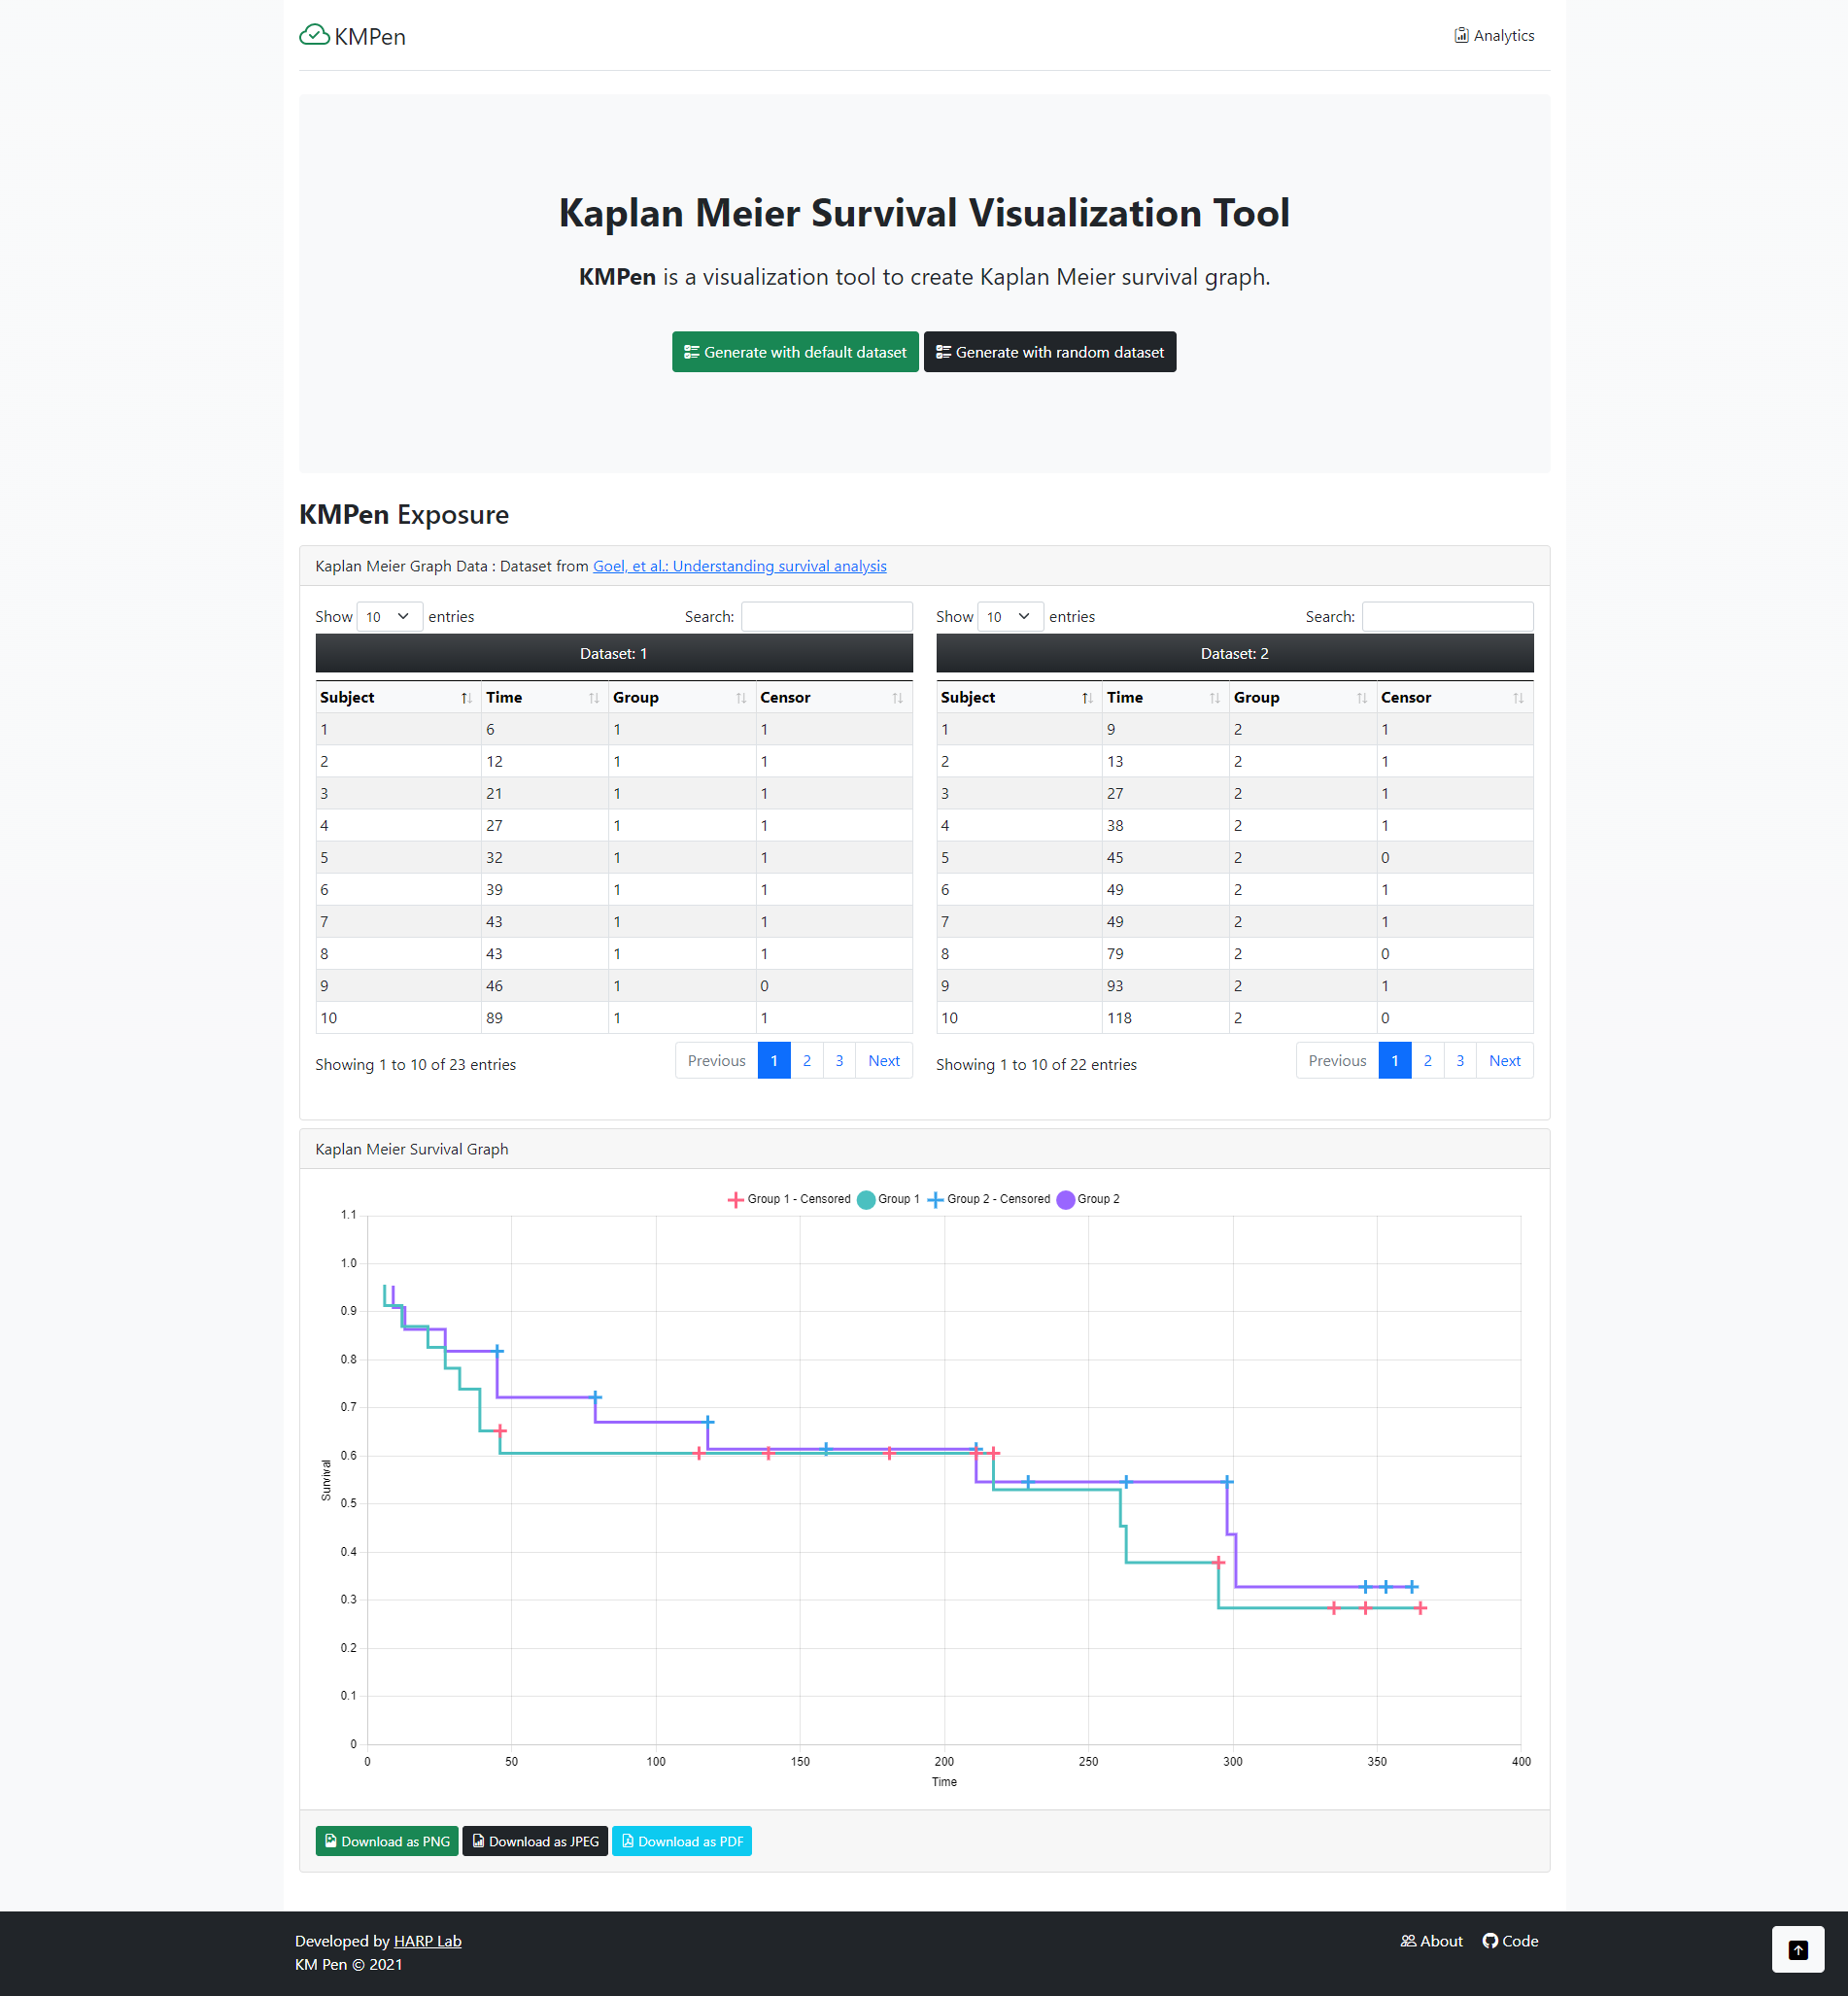 KMPen
Analytics
Kaplan Meier Survival Visualization Tool
KMPen is a visualization tool to create Kaplan Meier survival graph.
Generate with default dataset Generate with random dataset
KMPen Exposure
Kaplan Meier Graph Data : Dataset from Goel, et al.: Understanding survival analysis
Show 10 entries Search:
Dataset: 1
Subject Time Group Censor
1 6 1 1
2 12 1 1
3 21 1 1
4 27 1 1
5 32 1 1
6 39 1 1
7 43 1 1
8 43 1 1
9 46 1 0
10 89 1 1
Showing 1 to 10 of 23 entries Previous 1 2 3 Next
Show 10 entries Search:
Dataset: 2
Subject Time Group Censor
1 9 2 1
2 13 2 1
3 27 2 1
4 38 2 1
5 45 2 0
6 49 2 1
7 49 2 1
8 79 2 0
9 93 2 1
10 118 2 0
Showing 1 to 10 of 22 entries Previous 1 2 3 Next
Kaplan Meier Survival Graph
Group 1 - Censored Group 1 Group 2 - Censored Group 2
1.1
1.0
0.9
0.8
0.7
0.6
0.5
0.4
0.3
0.2
0.1
0
Survival
0 50 100 150 200 250 300 350 400
Time
Download as PNG Download as JPEG Download as PDF
Developed by HARP Lab
KM Pen © 2021
About Code